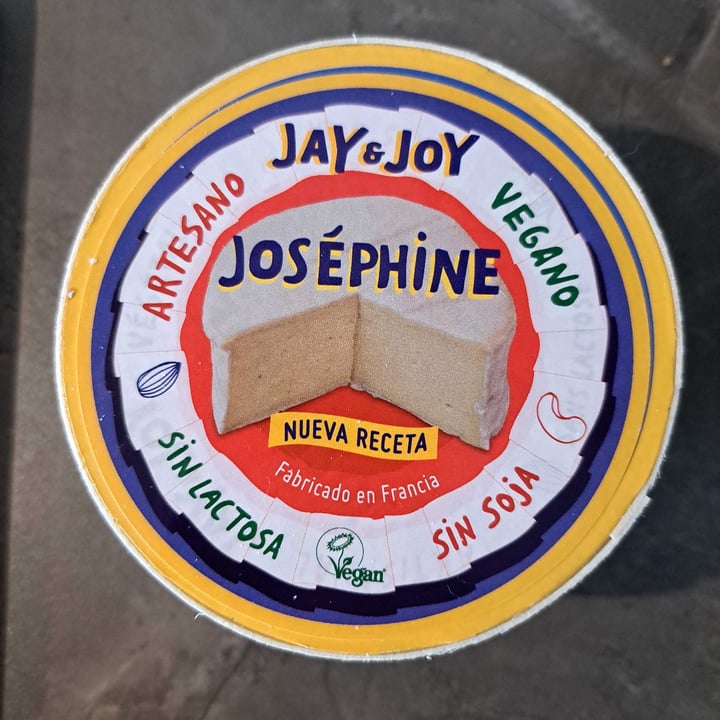 JAY & JOY
ARTESANO
VEGANO
JOSÉPHINE
NUEVA RECETA
Fabricado en Francia
SIN LACTOSA
SIN SOJA
Vegan